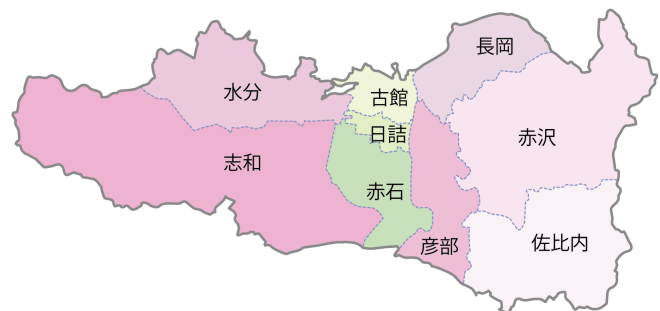 長岡
水分
古館
日詰
赤沢
志和
赤石
彦部
佐比内